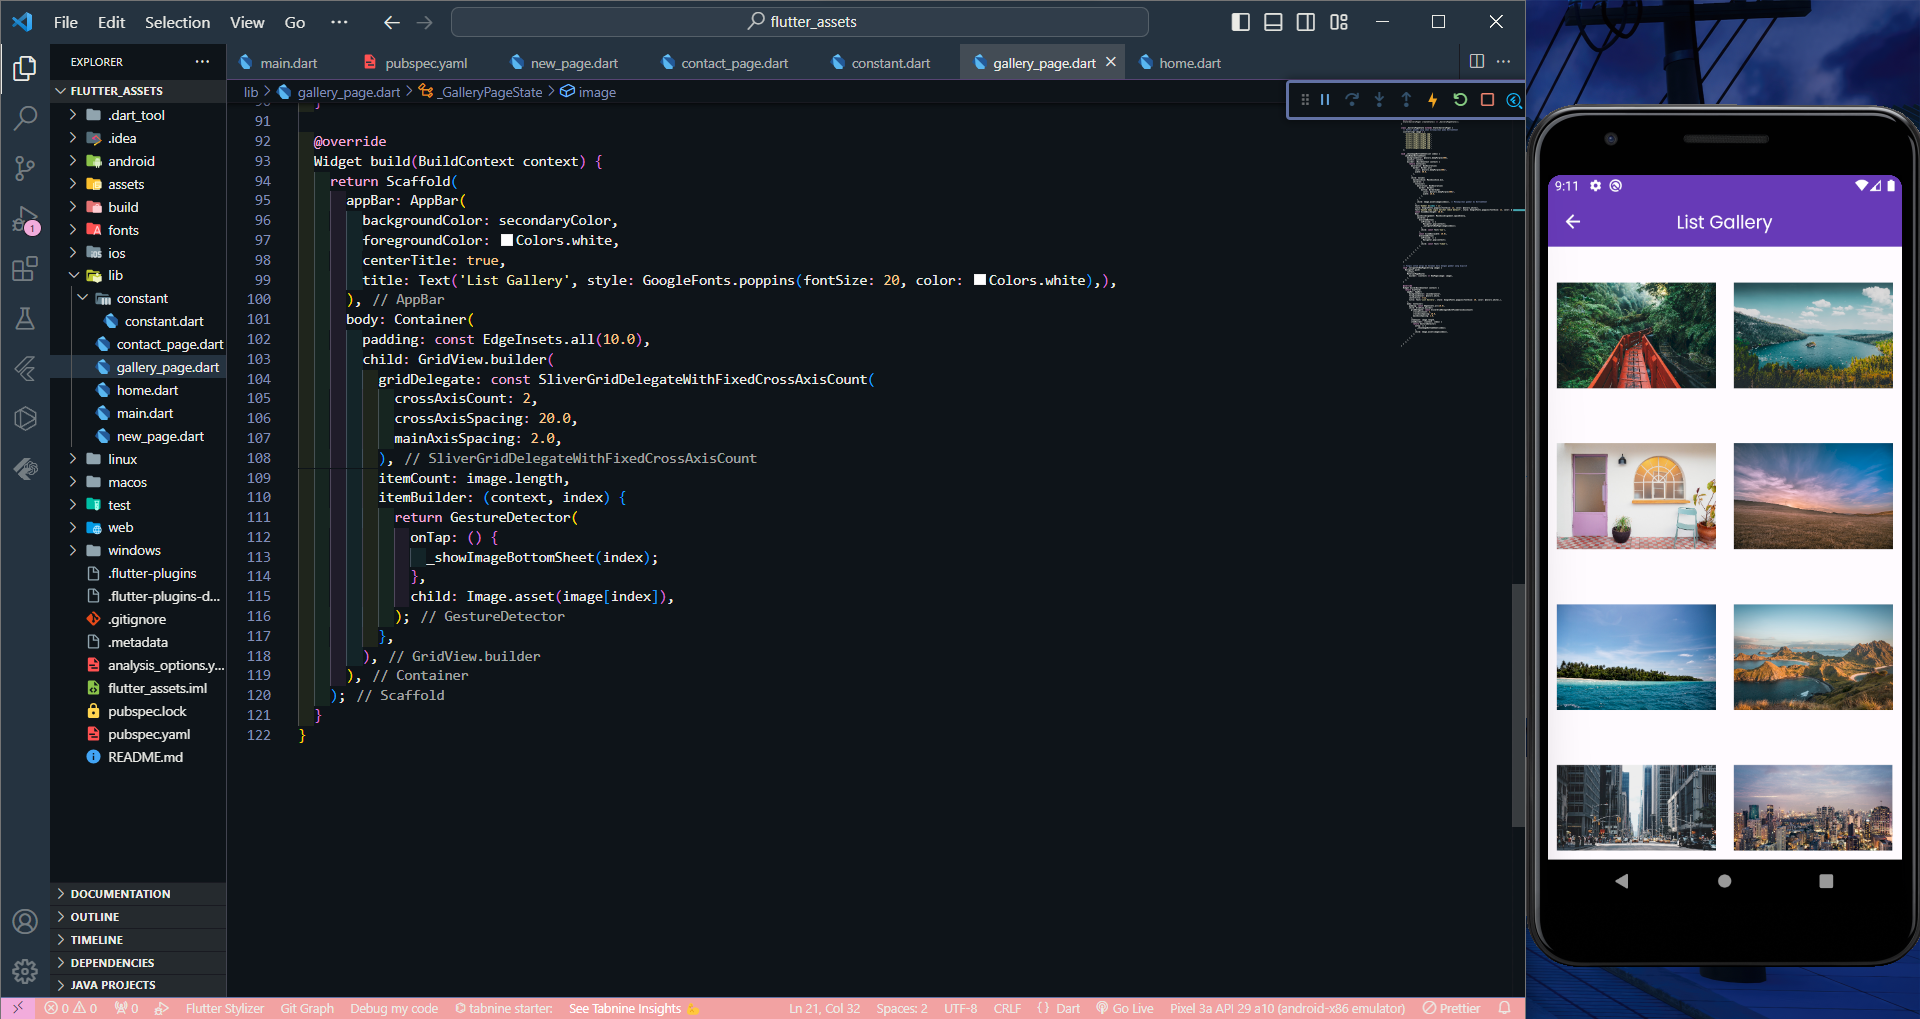 File Edit Selection View Go ··· flutter_assets
EXPLORER ···
main.dart pubspec.yaml new_page.dart contact_page.dart constant.dart gallery_page.dart home.dart
FLUTTER_ASSETS
.dart_tool
.idea
android
assets
build
fonts
ios
lib
constant
constant.dart
contact_page.dart
gallery_page.dart
home.dart
main.dart
new_page.dart
linux
macos
test
web
windows
.flutter-plugins
.flutter-plugins-d...
.gitignore
.metadata
analysis_options.y...
flutter_assets.iml
pubspec.lock
pubspec.yaml
README.md
DOCUMENTATION
OUTLINE
TIMELINE
DEPENDENCIES
JAVA PROJECTS
1
lib > gallery_page.dart > _GalleryPageState > image
90 }
91
92 @override
93 Widget build(BuildContext context) {
94 return Scaffold(
95 appBar: AppBar(
96 backgroundColor: secondaryColor,
97 foregroundColor: Colors.white,
98 centerTitle: true,
99 title: Text('List Gallery', style: GoogleFonts.poppins(fontSize: 20, color: Colors.white),),
100 ), // AppBar
101 body: Container(
102 padding: const EdgeInsets.all(10.0),
103 child: GridView.builder(
104 gridDelegate: const SliverGridDelegateWithFixedCrossAxisCount(
105 crossAxisCount: 2,
106 crossAxisSpacing: 20.0,
107 mainAxisSpacing: 2.0,
108 ), // SliverGridDelegateWithFixedCrossAxisCount
109 itemCount: image.length,
110 itemBuilder: (context, index) {
111 return GestureDetector(
112 onTap: () {
113 _showImageBottomSheet(index);
114 },
115 child: Image.asset(image[index]),
116 ); // GestureDetector
117 },
118 ), // GridView.builder
119 ), // Container
120 ); // Scaffold
121 }
122 }
0 0 0 Flutter Stylizer Git Graph Debug my code tabnine starter: See Tabnine Insights Ln 21, Col 32 Spaces: 2 UTF-8 CRLF {} Dart Go Live Pixel 3a API 29 a10 (android-x86 emulator) Prettier
9:11
List Gallery